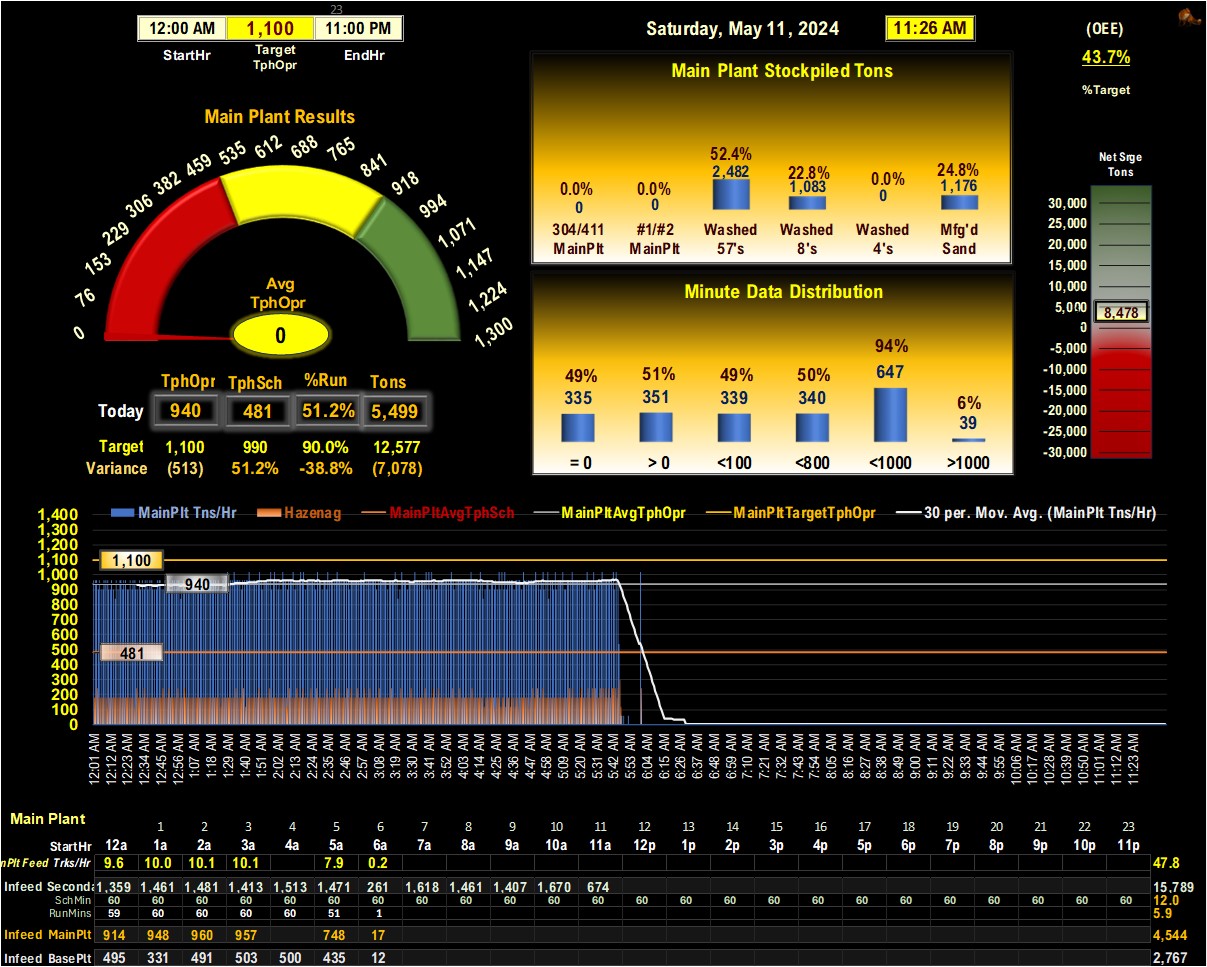 23
12:00 AM 1,100 11:00 PM
StartHr Target TphOpr EndHr
Saturday, May 11, 2024 11:26 AM
(OEE)
43.7%
%Target
Main Plant Results
0 76 153 229 306 382 459 535 612 688 765 841 918 994 1,071 1,147 1,224 1,300
Avg
TphOpr
0
TphOpr TphSch %Run Tons
Today 940 481 51.2% 5,499
Target 1,100 990 90.0% 12,577
Variance (513) 51.2% -38.8% (7,078)
Main Plant Stockpiled Tons
0.0% 0.0% 52.4% 22.8% 0.0% 24.8%
0 0 2,482 1,083 0 1,176
304/411 #1/#2 Washed Washed Washed Mfg'd
MainPlt MainPlt 57's 8's 4's Sand
Minute Data Distribution
49% 51% 49% 50% 94% 6%
335 351 339 340 647 39
= 0 > 0 <100 <800 <1000 >1000
Net Srge
Tons
30,000
25,000
20,000
15,000
10,000
5,000
8,478
0
-5,000
-10,000
-15,000
-20,000
-25,000
-30,000
MainPlt Tns/Hr Hazenag MainPltAvgTphSch MainPltAvgTphOpr MainPltTargetTphOpr 30 per. Mov. Avg. (MainPlt Tns/Hr)
1,400
1,300
1,200
1,100
1,000
900
800
700
600
500
400
300
200
100
0
1,100
940
481
12:01 AM 12:12 AM 12:23 AM 12:34 AM 12:45 AM 12:56 AM 1:07 AM 1:18 AM 1:29 AM 1:40 AM 1:51 AM 2:02 AM 2:13 AM 2:24 AM 2:35 AM 2:46 AM 2:57 AM 3:08 AM 3:19 AM 3:30 AM 3:41 AM 3:52 AM 4:03 AM 4:14 AM 4:25 AM 4:36 AM 4:47 AM 4:58 AM 5:09 AM 5:20 AM 5:31 AM 5:42 AM 5:53 AM 6:04 AM 6:15 AM 6:26 AM 6:37 AM 6:48 AM 6:59 AM 7:10 AM 7:21 AM 7:32 AM 7:43 AM 7:54 AM 8:05 AM 8:16 AM 8:27 AM 8:38 AM 8:49 AM 9:00 AM 9:11 AM 9:22 AM 9:33 AM 9:44 AM 9:55 AM 10:06 AM 10:17 AM 10:28 AM 10:39 AM 10:50 AM 11:01 AM 11:12 AM 11:23 AM
Main Plant
1 2 3 4 5 6 7 8 9 10 11 12 13 14 15 16 17 18 19 20 21 22 23
StartHr 12a 1a 2a 3a 4a 5a 6a 7a 8a 9a 10a 11a 12p 1p 2p 3p 4p 5p 6p 7p 8p 9p 10p 11p
nPlt Feed Trks/Hr 9.6 10.0 10.1 10.1 7.9 0.2 47.8
Infeed Seconda 1,359 1,461 1,481 1,413 1,513 1,471 261 1,618 1,461 1,407 1,670 674 15,789
SchMin 60 60 60 60 60 60 60 60 60 60 60 60 60 60 60 60 60 60 60 60 60 60 60 60 12.0
RunMins 59 60 60 60 60 51 1 5.9
Infeed MainPlt 914 948 960 957 748 17 4,544
Infeed BasePlt 495 331 491 503 500 435 12 2,767